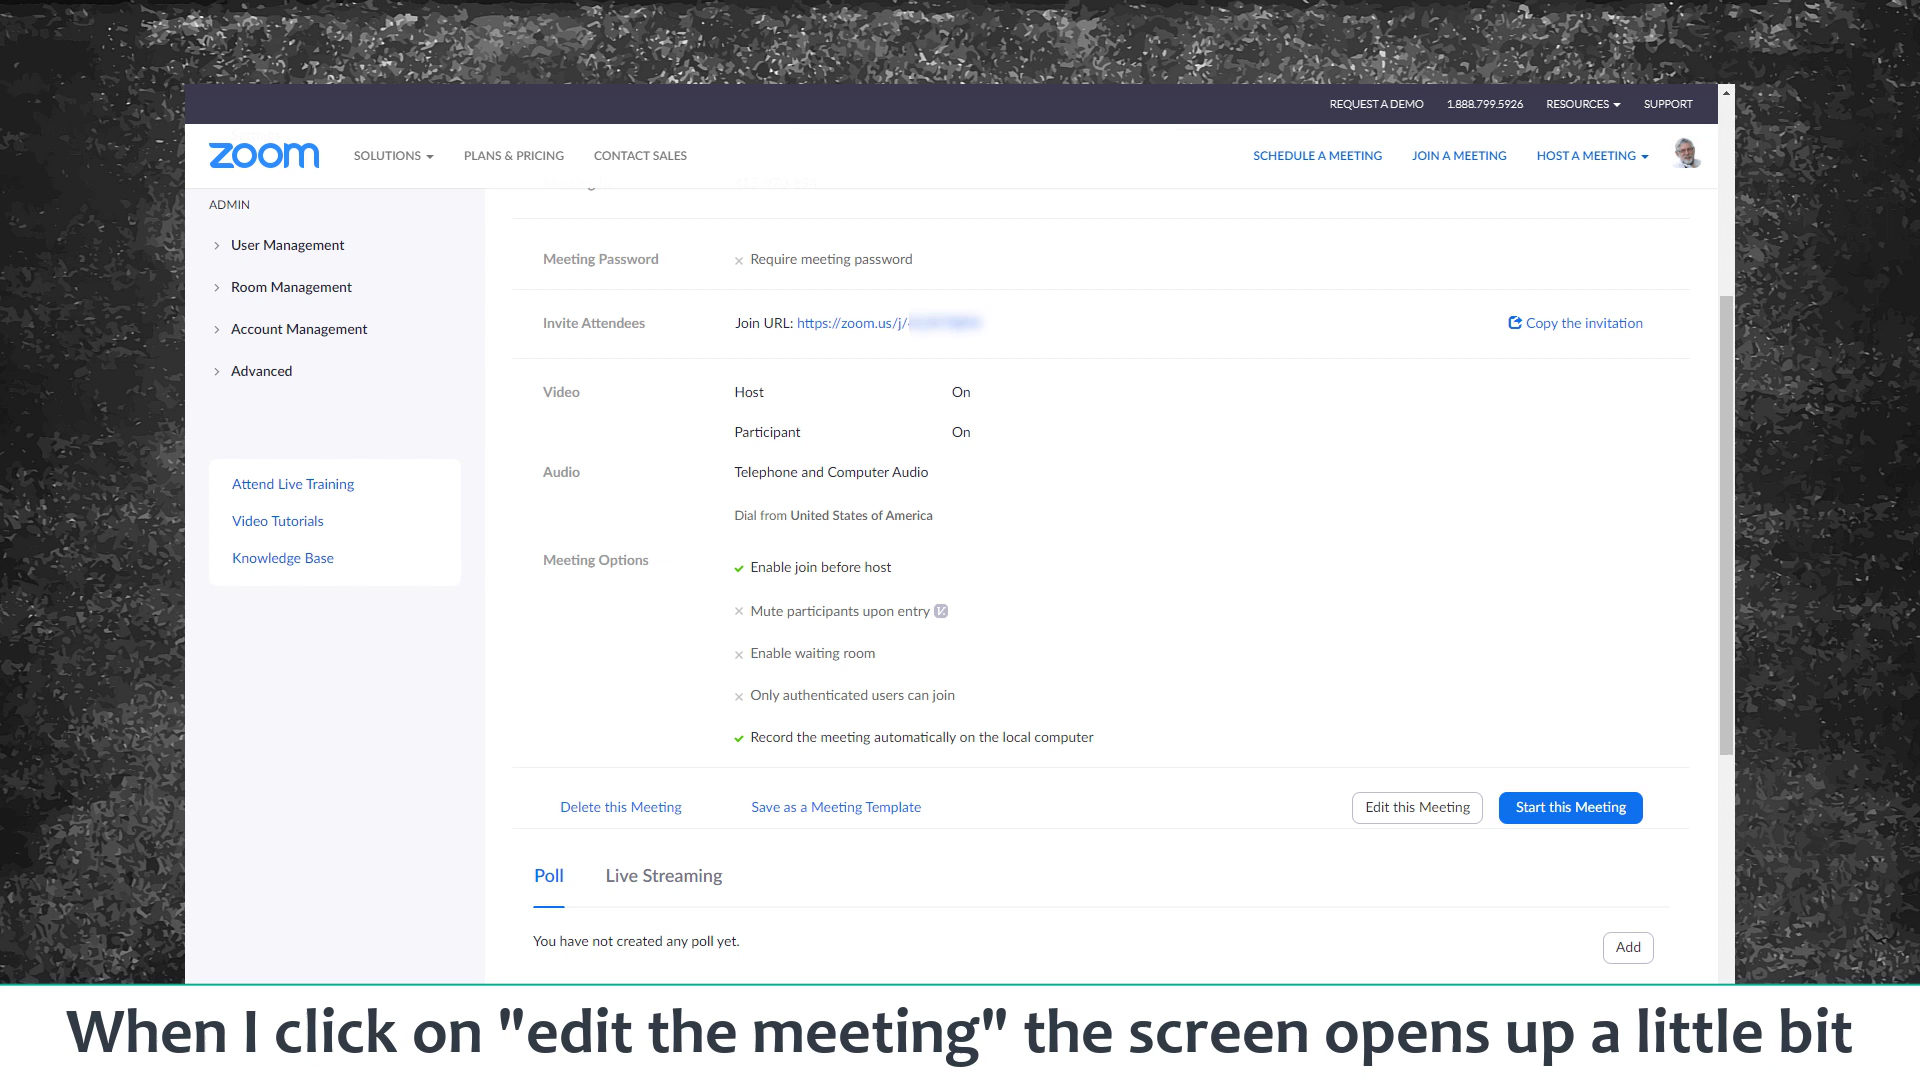 REQUEST A DEMO 1.888.799.5926 RESOURCES SUPPORT
zoom SOLUTIONS PLANS & PRICING CONTACT SALES SCHEDULE A MEETING JOIN A MEETING HOST A MEETING
ADMIN
User Management
Room Management
Account Management
Advanced
Attend Live Training
Video Tutorials
Knowledge Base
Meeting Password Require meeting password
Invite Attendees Join URL: https://zoom.us/j/ Copy the invitation
Video Host On
Participant On
Audio Telephone and Computer Audio
Dial from United States of America
Meeting Options Enable join before host
Mute participants upon entry
Enable waiting room
Only authenticated users can join
Record the meeting automatically on the local computer
Delete this Meeting Save as a Meeting Template Edit this Meeting Start this Meeting
Poll Live Streaming
You have not created any poll yet. Add
When I click on "edit the meeting" the screen opens up a little bit